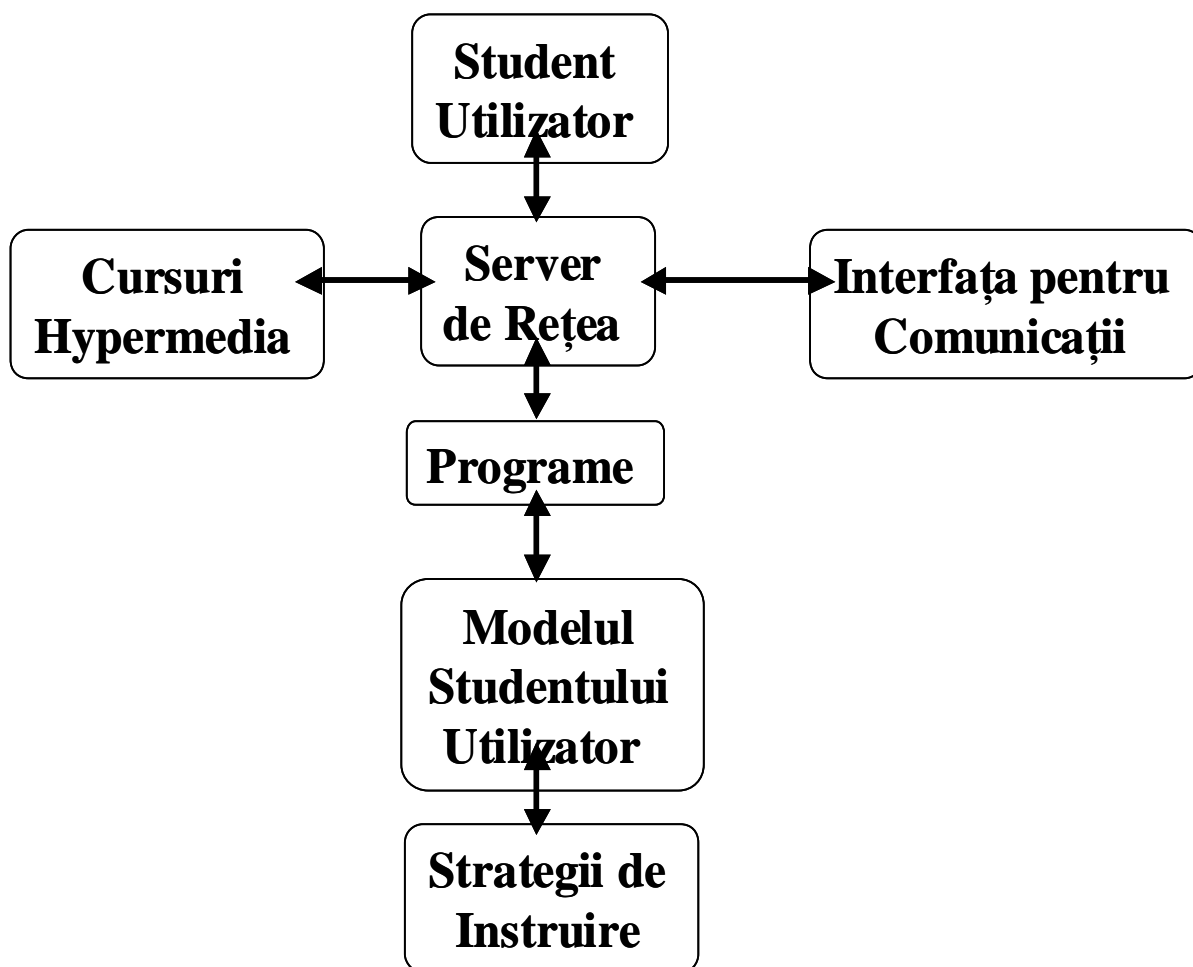 Student
Utilizator
Cursuri
Hypermedia
Server
de Rețea
Interfața pentru
Comunicații
Programe
Modelul
Studentului
Utilizator
Strategii de
Instruire